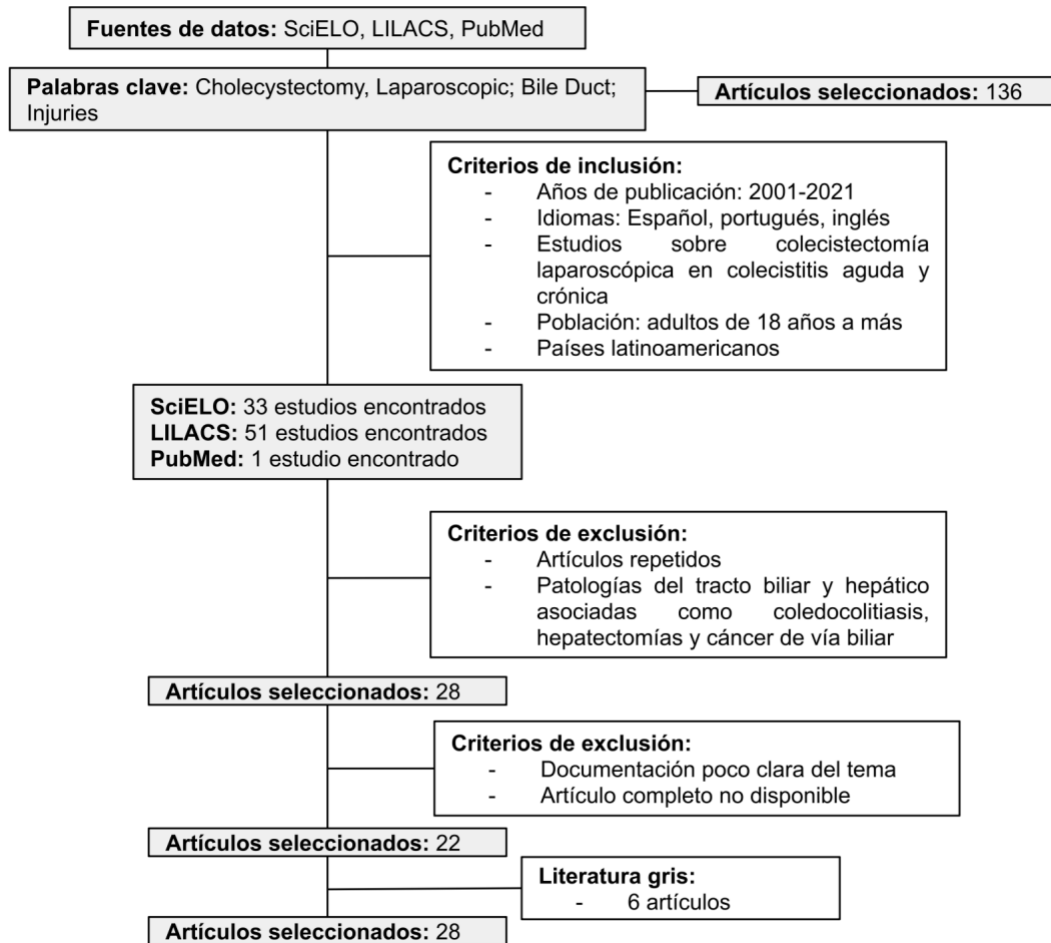 Fuentes de datos: SciELO, LILACS, PubMed
Palabras clave: Cholecystectomy, Laparoscopic; Bile Duct;
Injuries
Artículos seleccionados: 136
Criterios de inclusión:
- Años de publicación: 2001-2021
- Idiomas: Español, portugués, inglés
- Estudios sobre colecistectomía
laparoscópica en colecistitis aguda y
crónica
- Población: adultos de 18 años a más
- Países latinoamericanos
SciELO: 33 estudios encontrados
LILACS: 51 estudios encontrados
PubMed: 1 estudio encontrado
Criterios de exclusión:
- Artículos repetidos
- Patologías del tracto biliar y hepático
asociadas como coledocolitiasis,
hepatectomías y cáncer de vía biliar
Artículos seleccionados: 28
Criterios de exclusión:
- Documentación poco clara del tema
- Artículo completo no disponible
Artículos seleccionados: 22
Literatura gris:
- 6 artículos
Artículos seleccionados: 28